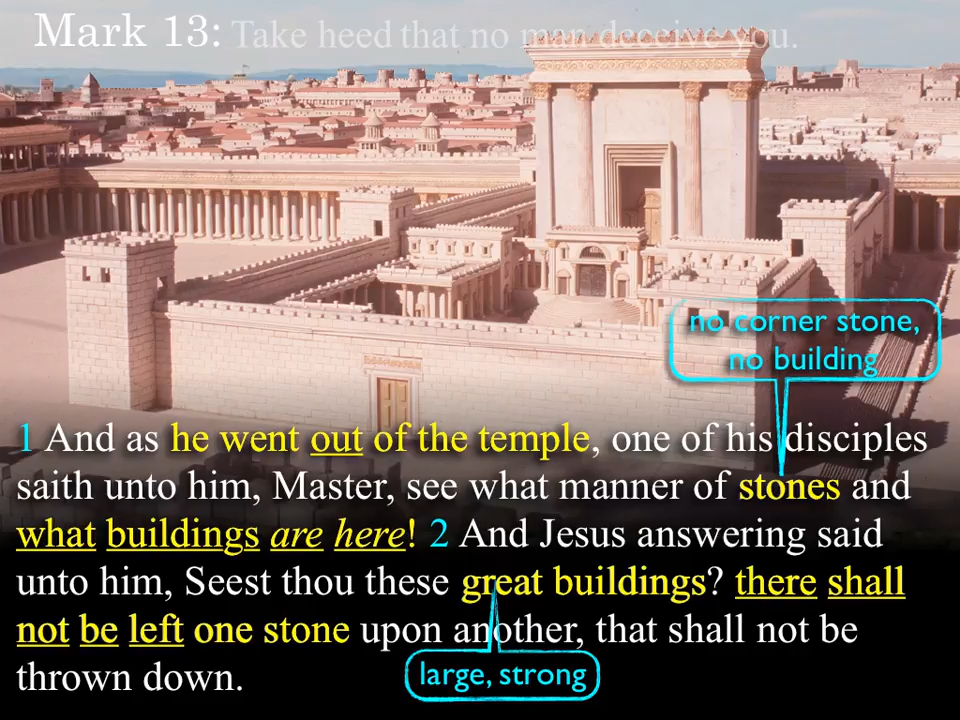 Mark 13: Take heed that no man deceive you.
no corner stone,
no building
1 And as he went out of the temple, one of his disciples
saith unto him, Master, see what manner of stones and
what buildings are here! 2 And Jesus answering said
unto him, Seest thou these great buildings? there shall
not be left one stone upon another, that shall not be
thrown down.
large, strong